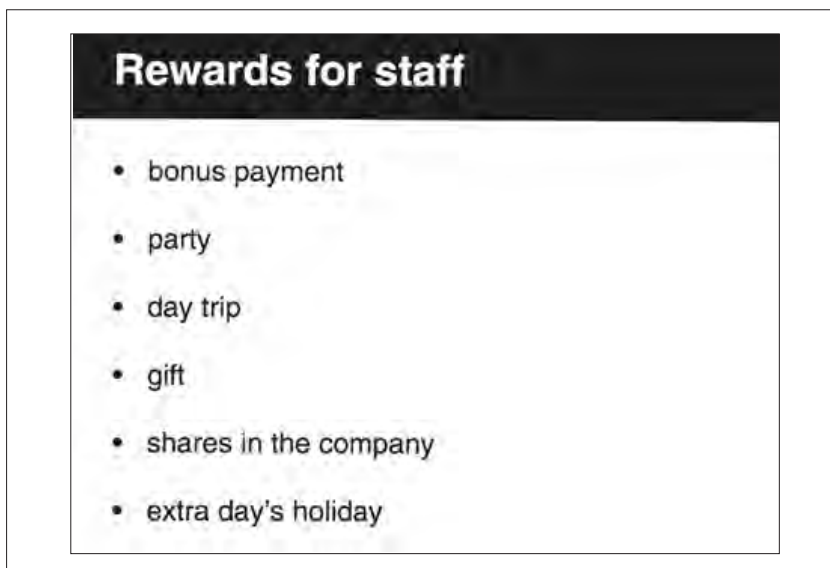 Rewards for staff
• bonus payment
• party
• day trip
• gift
• shares in the company
• extra day's holiday